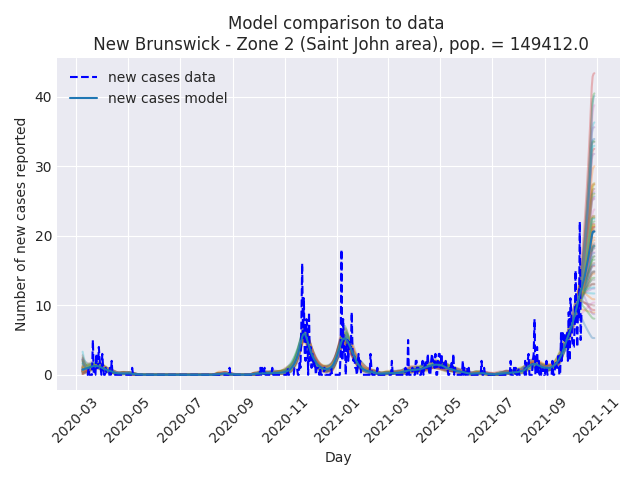 Model comparison to data
New Brunswick - Zone 2 (Saint John area), pop. = 149412.0
new cases data
new cases model
Number of new cases reported
40
30
20
10
0
2020-03
2020-05
2020-07
2020-09
2020-11
2021-01
2021-03
2021-05
2021-07
2021-09
2021-11
Day